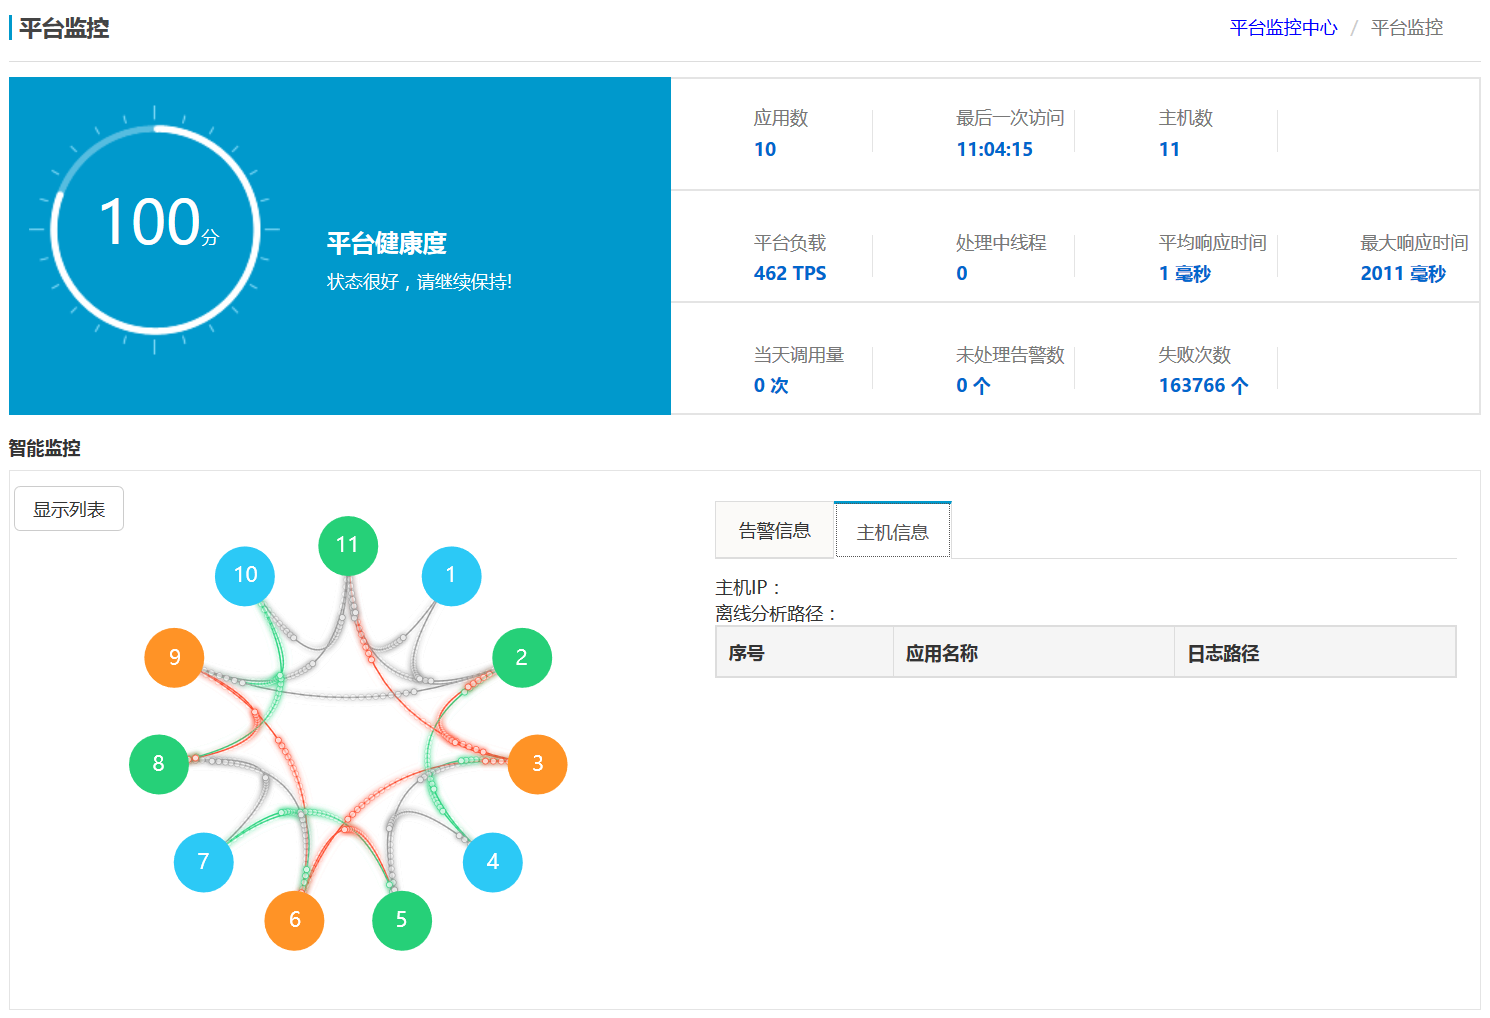 平台监控
平台监控中心 / 平台监控
100分
平台健康度
状态很好，请继续保持!
应用数
10
最后一次访问
11:04:15
主机数
11
平台负载
462 TPS
处理中线程
0
平均响应时间
1 毫秒
最大响应时间
2011 毫秒
当天调用量
0 次
未处理告警数
0 个
失败次数
163766 个
智能监控
显示列表
11
10
1
9
2
8
3
7
4
6
5
告警信息
主机信息
主机IP：
离线分析路径：
序号 应用名称 日志路径